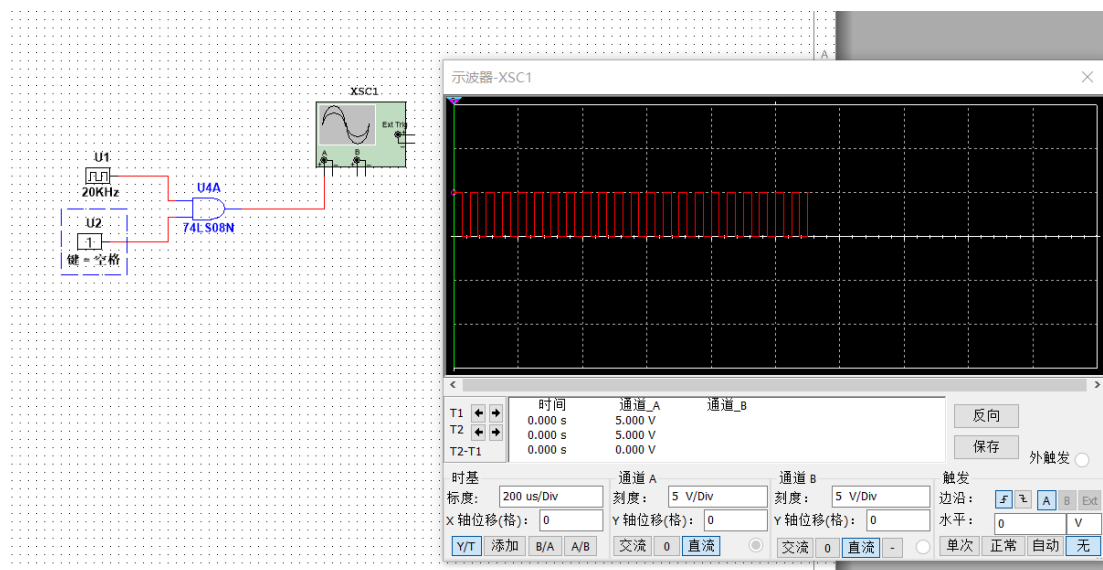 A
XSC1
Ext Trig
A
B
U1
20KHz
U4A
74LS08N
U2
1
键 = 空格
示波器-XSC1
时间 通道_A 通道_B
T1 0.000 s 5.000 V
T2 0.000 s 5.000 V
T2-T1 0.000 s 0.000 V
反向
保存
外触发
时基
标度: 200 us/Div
X 轴位移(格): 0
Y/T 添加 B/A A/B
通道 A
刻度: 5 V/Div
Y 轴位移(格): 0
交流 0 直流
通道 B
刻度: 5 V/Div
Y 轴位移(格): 0
交流 0 直流 -
触发
边沿: A B Ext
水平: 0 V
单次 正常 自动 无